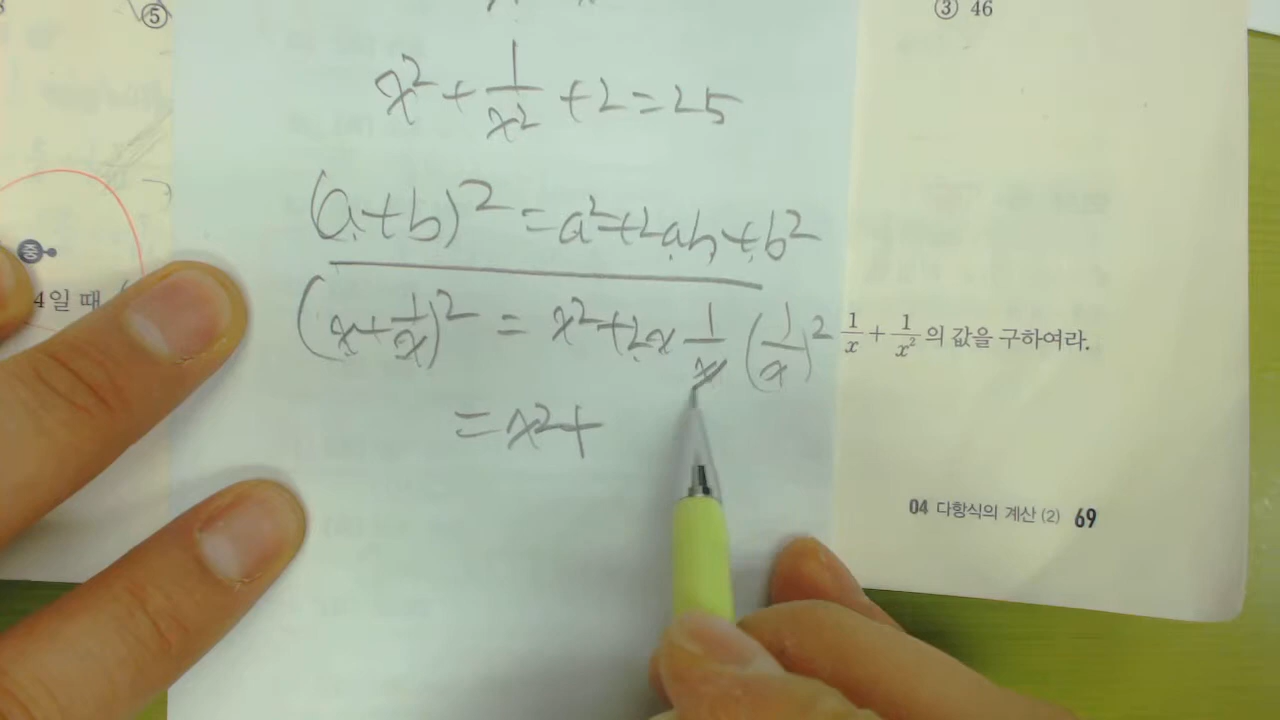 ⑤
③ 46
x² + 1/x² + 2 = 25
(a+b)² = a²+2ab+b²
중
4일 때
(x+1/x)² = x²+2x 1/x (1/x)²
1/x + 1/x² 의 값을 구하여라.
= x²+
04 다항식의 계산 (2) 69